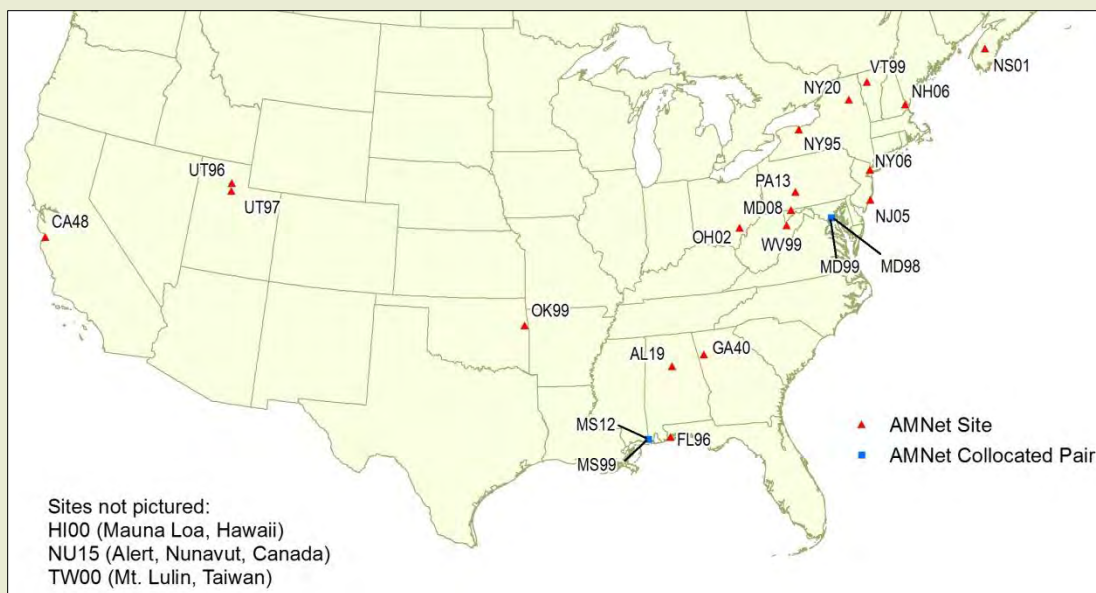 VT99
NS01
NY20
NH06
NY95
UT96
NY06
PA13
UT97
MD08
NJ05
CA48
OH02
WV99
MD99
MD98
OK99
AL19
GA40
MS12
FL96
MS99
AMNet Site
AMNet Collocated Pair
Sites not pictured:
HI00 (Mauna Loa, Hawaii)
NU15 (Alert, Nunavut, Canada)
TW00 (Mt. Lulin, Taiwan)